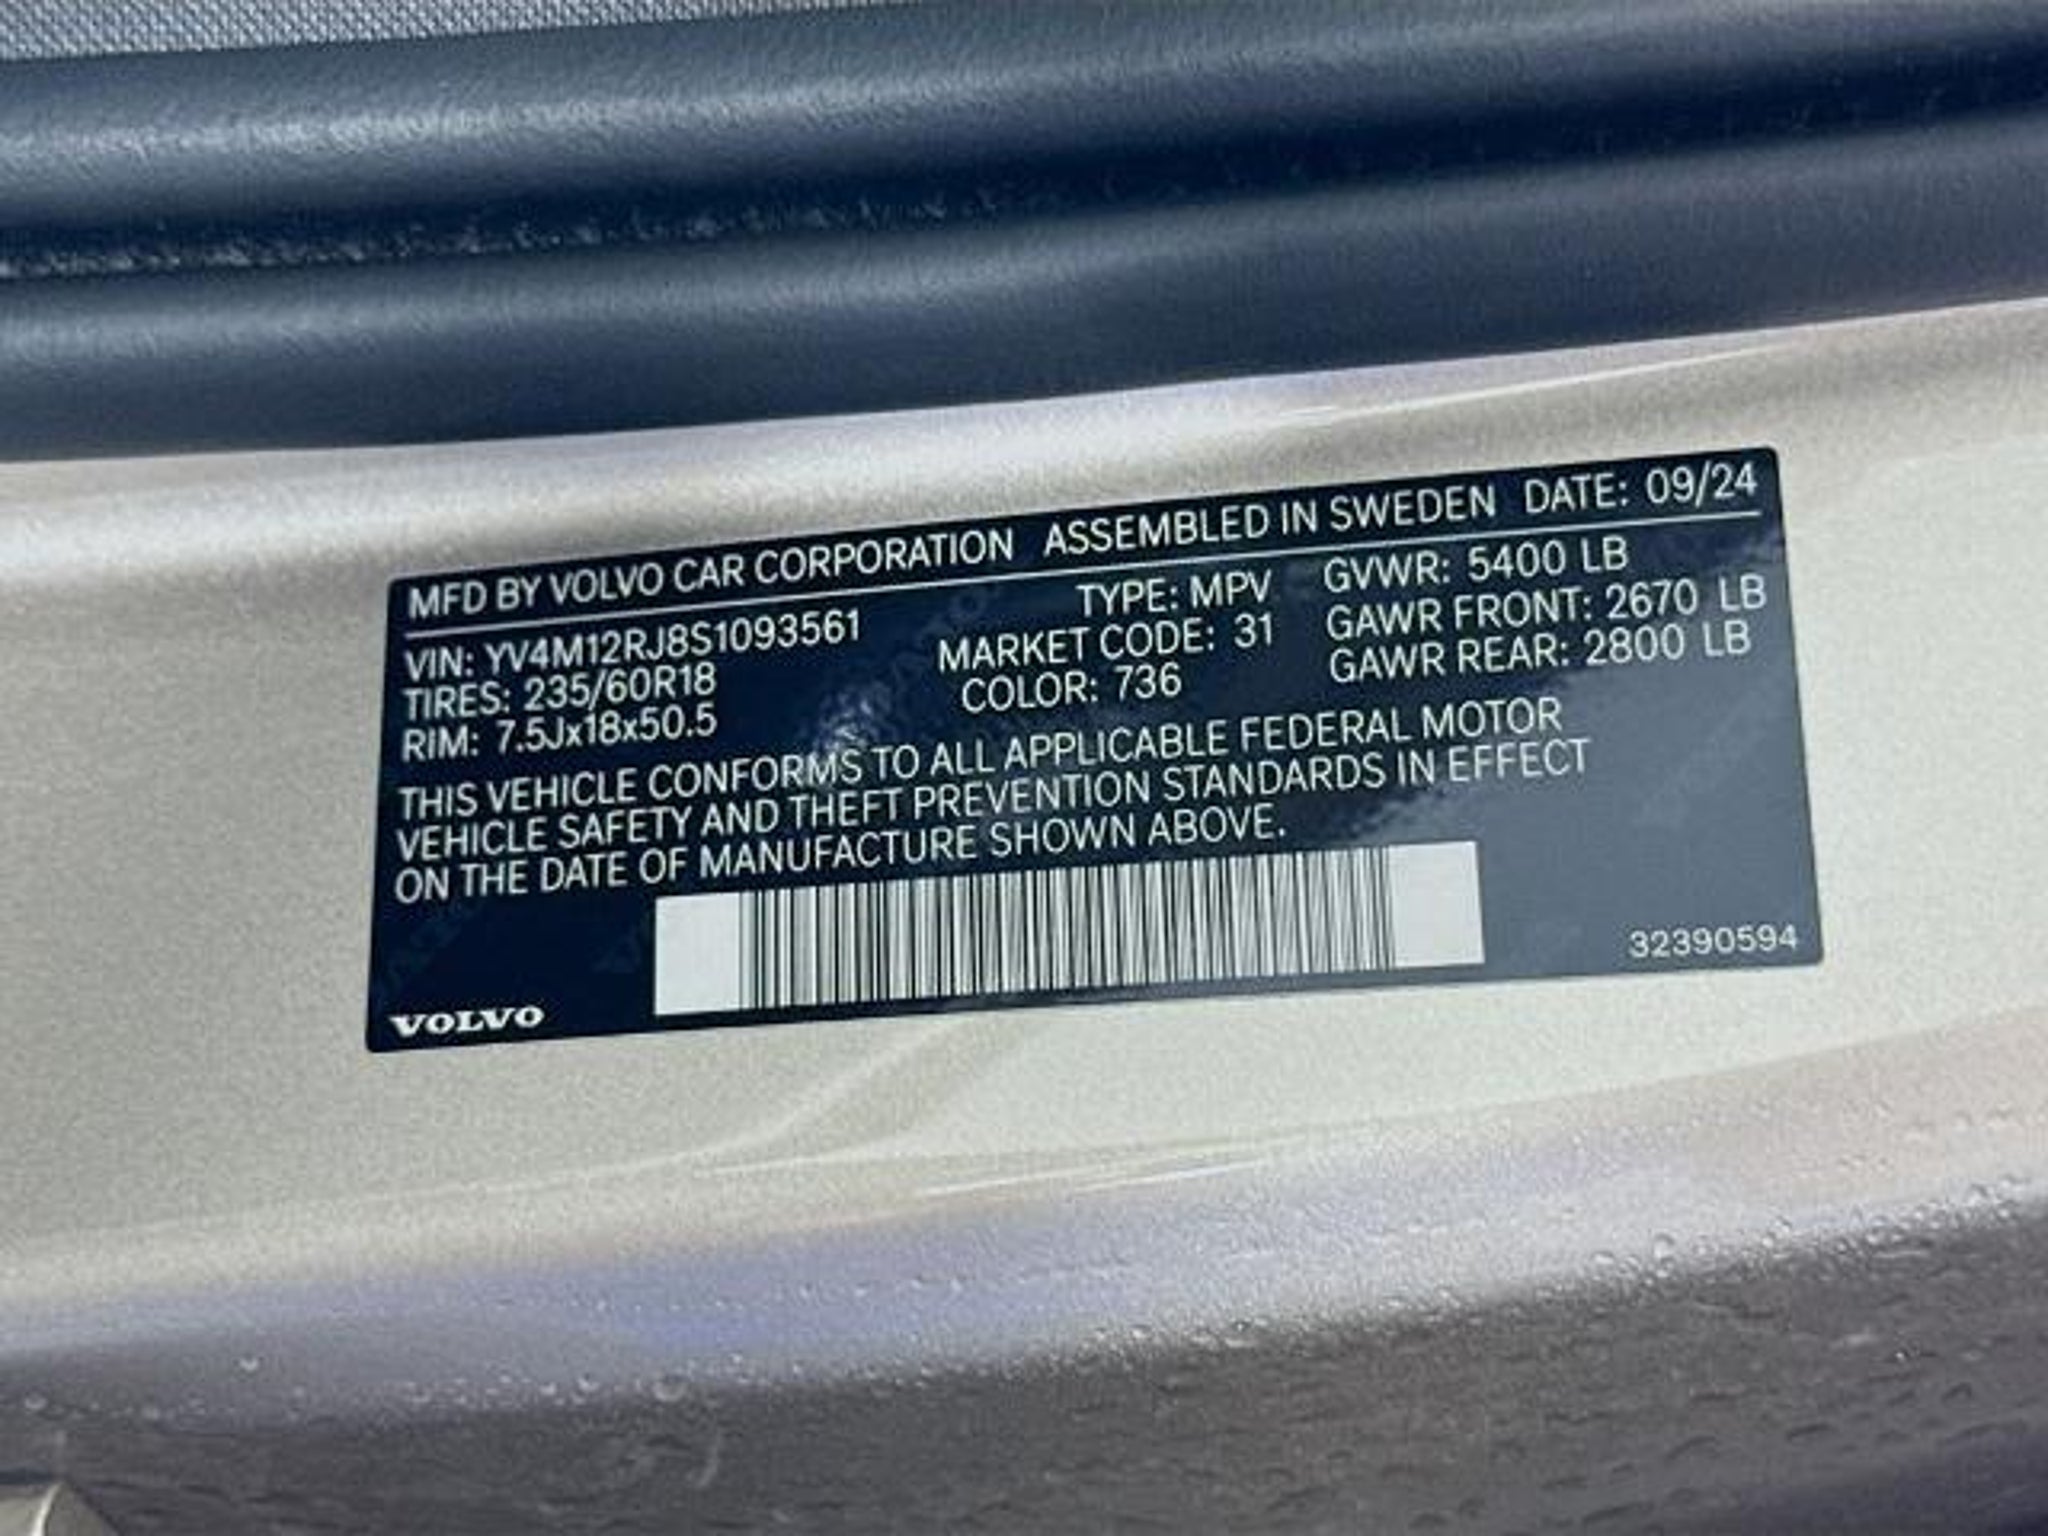 MFD BY VOLVO CAR CORPORATION ASSEMBLED IN SWEDEN DATE: 09/24
VIN: YV4M12RJ8S1093561 TYPE: MPV GVWR: 5400 LB
TIRES: 235/60R18 MARKET CODE: 31 GAWR FRONT: 2670 LB
RIM: 7.5Jx18x50.5 COLOR: 736 GAWR REAR: 2800 LB
THIS VEHICLE CONFORMS TO ALL APPLICABLE FEDERAL MOTOR
VEHICLE SAFETY AND THEFT PREVENTION STANDARDS IN EFFECT
ON THE DATE OF MANUFACTURE SHOWN ABOVE.
32390594
VOLVO